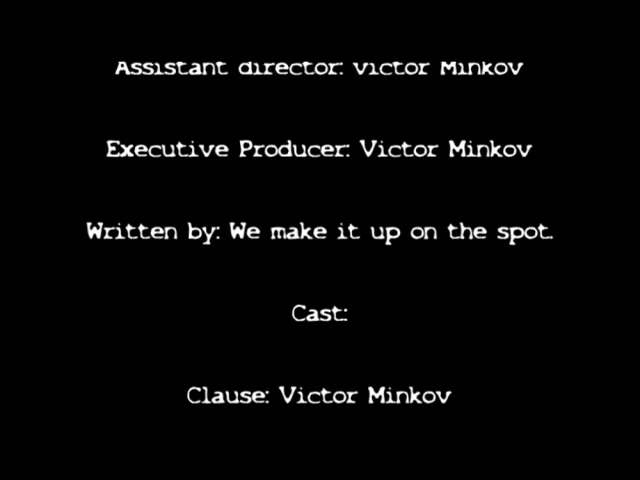 Assistant director: Victor Minkov
Executive Producer: Victor Minkov
Written by: We make it up on the spot.
Cast:
Clause: Victor Minkov